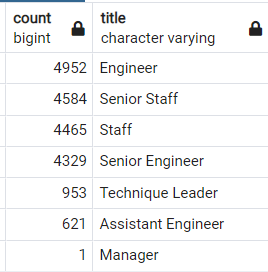 count title
bigint character varying
4952 Engineer
4584 Senior Staff
4465 Staff
4329 Senior Engineer
953 Technique Leader
621 Assistant Engineer
1 Manager